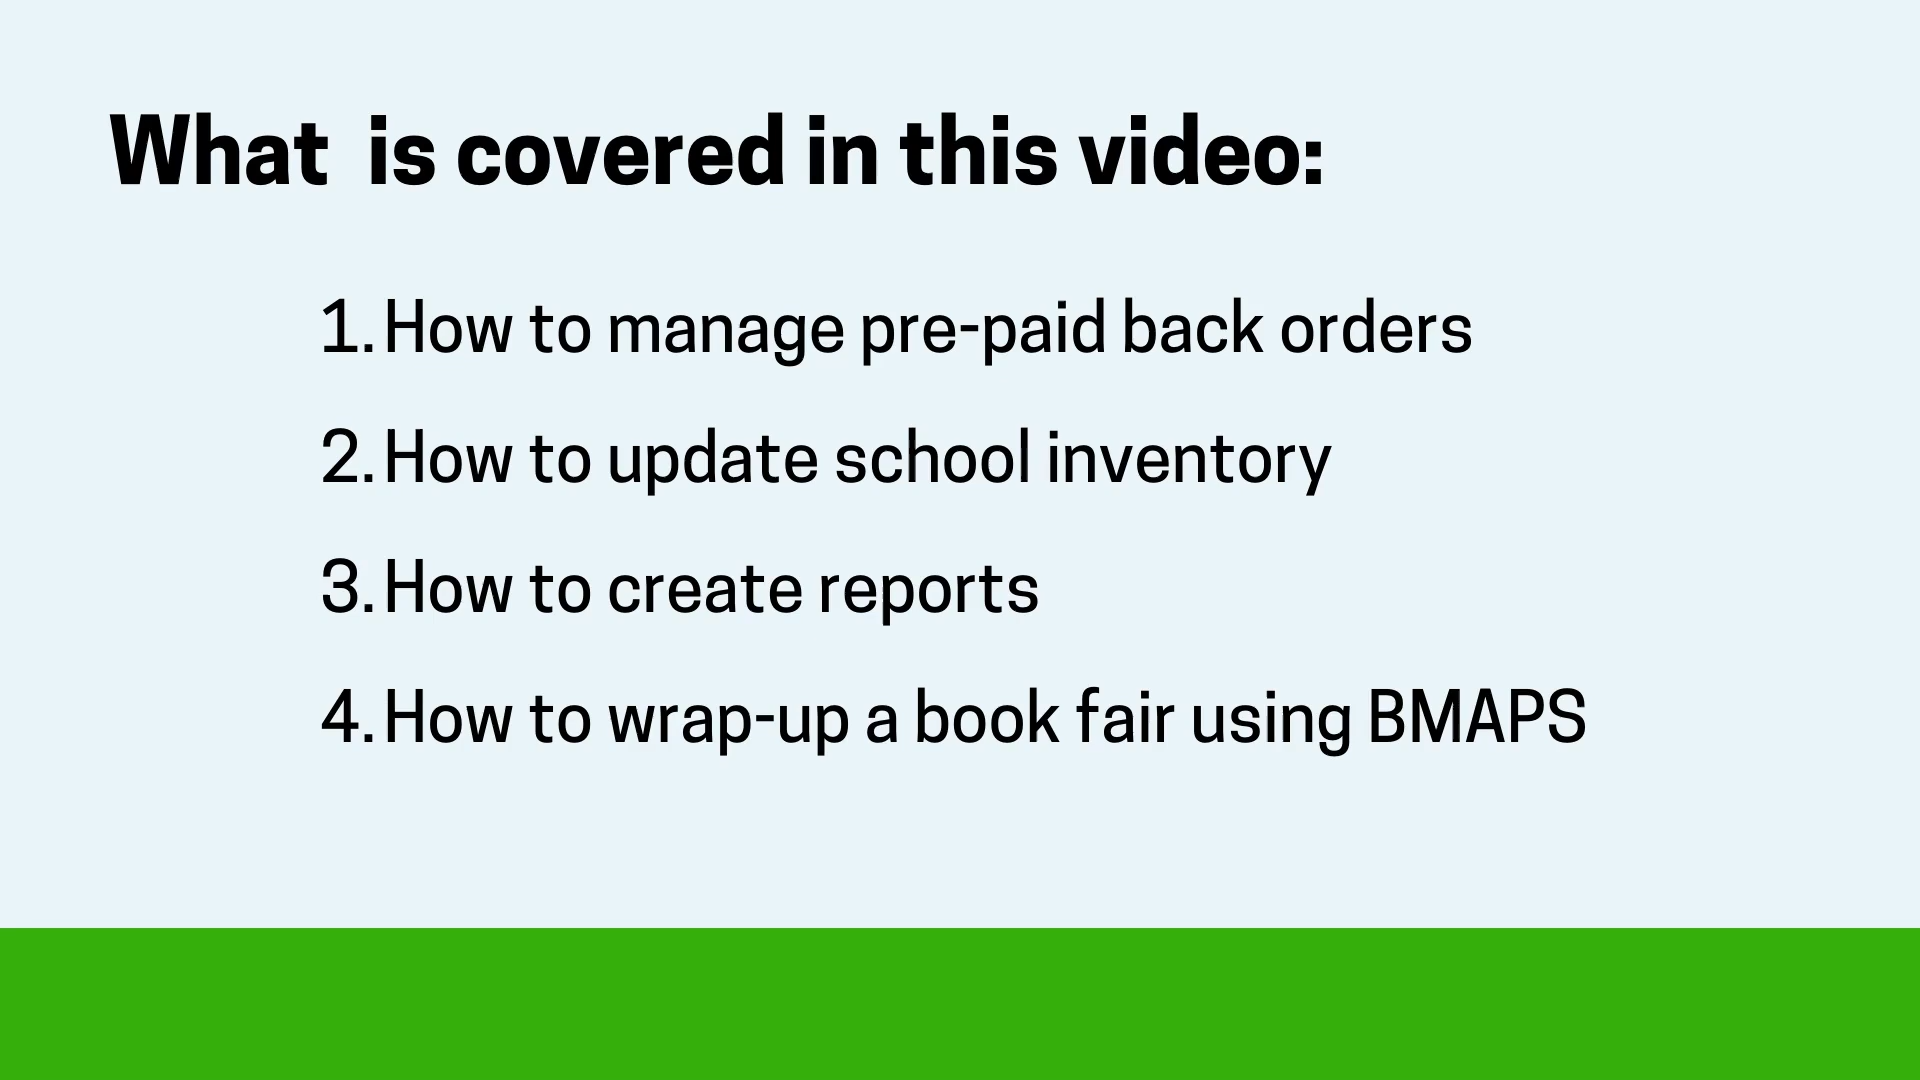 What  is covered in this video:
1. How to manage pre-paid back orders
2. How to update school inventory
3. How to create reports
4. How to wrap-up a book fair using BMAPS